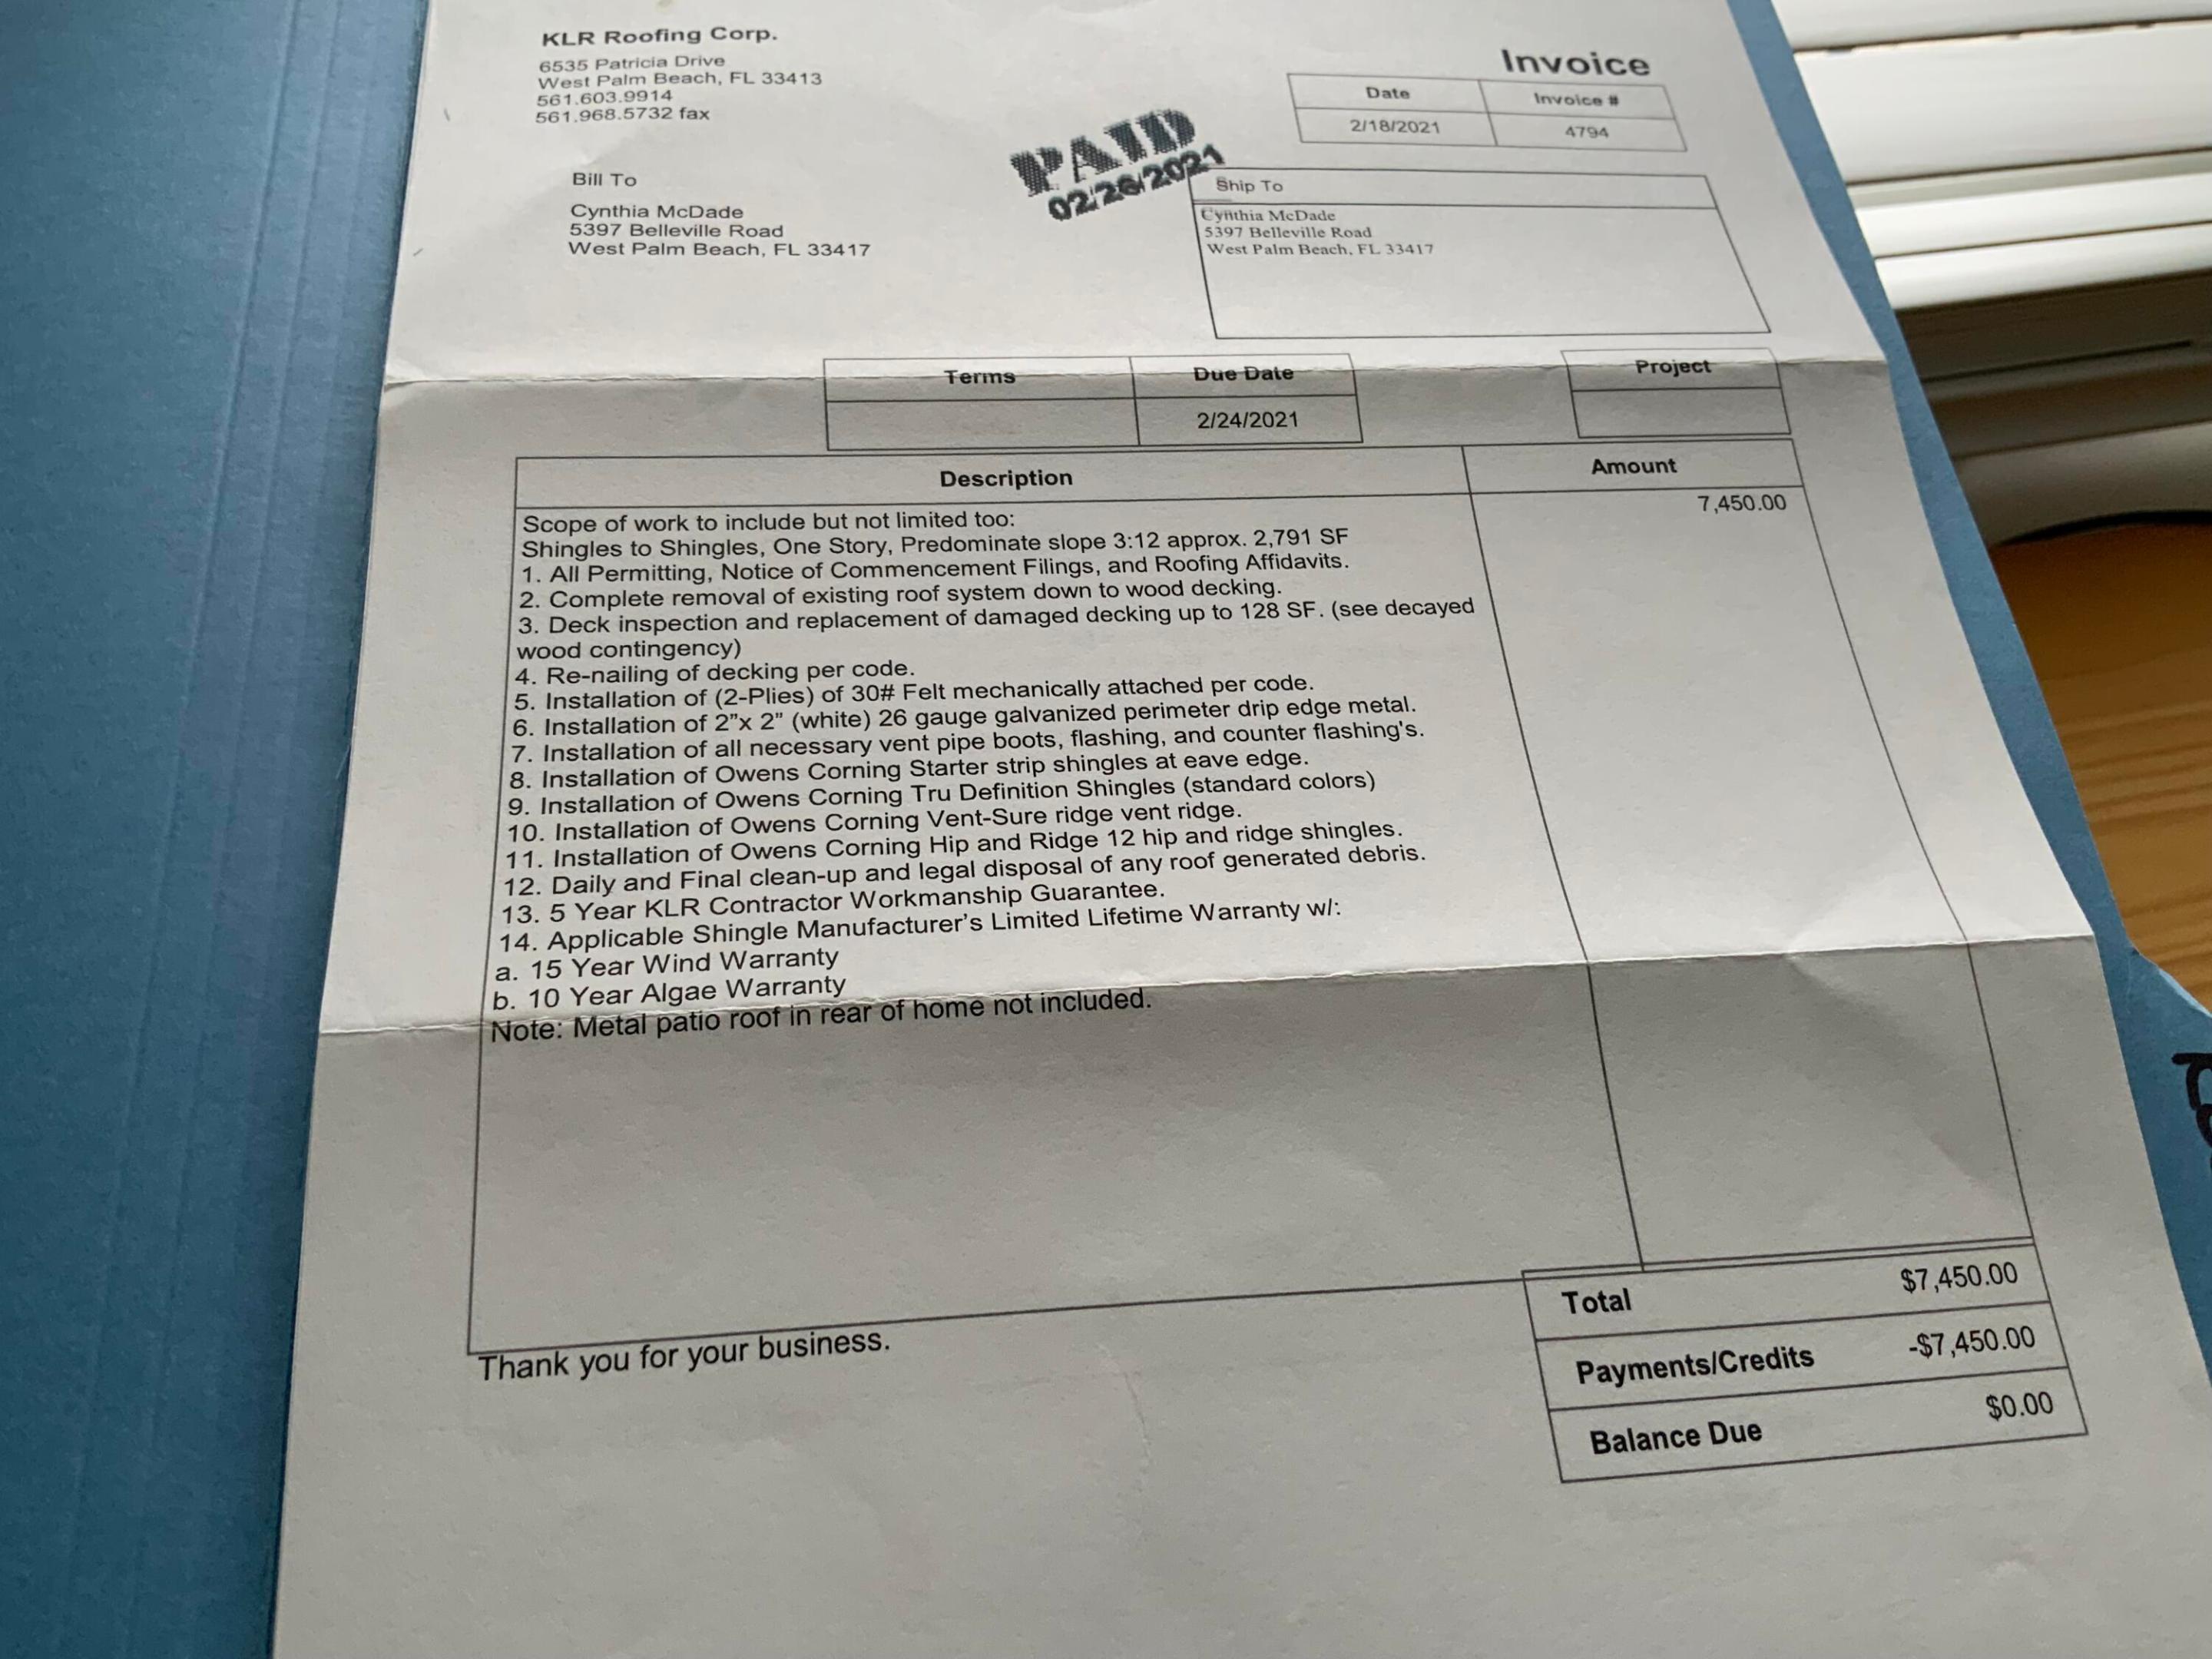 KLR Roofing Corp.
6535 Patricia Drive
West Palm Beach, FL 33413
561.603.9914
561.968.5732 fax
Invoice
Date Invoice #
2/18/2021 4794
PAID
02/26/2021
Bill To
Cynthia McDade
5397 Belleville Road
West Palm Beach, FL 33417
Ship To
Cynthia McDade
5397 Belleville Road
West Palm Beach, FL 33417
Terms Due Date Project
2/24/2021
Description Amount
Scope of work to include but not limited too: 7,450.00
Shingles to Shingles, One Story, Predominate slope 3:12 approx. 2,791 SF
1. All Permitting, Notice of Commencement Filings, and Roofing Affidavits.
2. Complete removal of existing roof system down to wood decking.
3. Deck inspection and replacement of damaged decking up to 128 SF. (see decayed
wood contingency)
4. Re-nailing of decking per code.
5. Installation of (2-Plies) of 30# Felt mechanically attached per code.
6. Installation of 2”x 2" (white) 26 gauge galvanized perimeter drip edge metal.
7. Installation of all necessary vent pipe boots, flashing, and counter flashing's.
8. Installation of Owens Corning Starter strip shingles at eave edge.
9. Installation of Owens Corning Tru Definition Shingles (standard colors)
10. Installation of Owens Corning Vent-Sure ridge vent ridge.
11. Installation of Owens Corning Hip and Ridge 12 hip and ridge shingles.
12. Daily and Final clean-up and legal disposal of any roof generated debris.
13. 5 Year KLR Contractor Workmanship Guarantee.
14. Applicable Shingle Manufacturer’s Limited Lifetime Warranty w/:
a. 15 Year Wind Warranty
b. 10 Year Algae Warranty
Note: Metal patio roof in rear of home not included.
Thank you for your business.
Total $7,450.00
Payments/Credits -$7,450.00
Balance Due $0.00